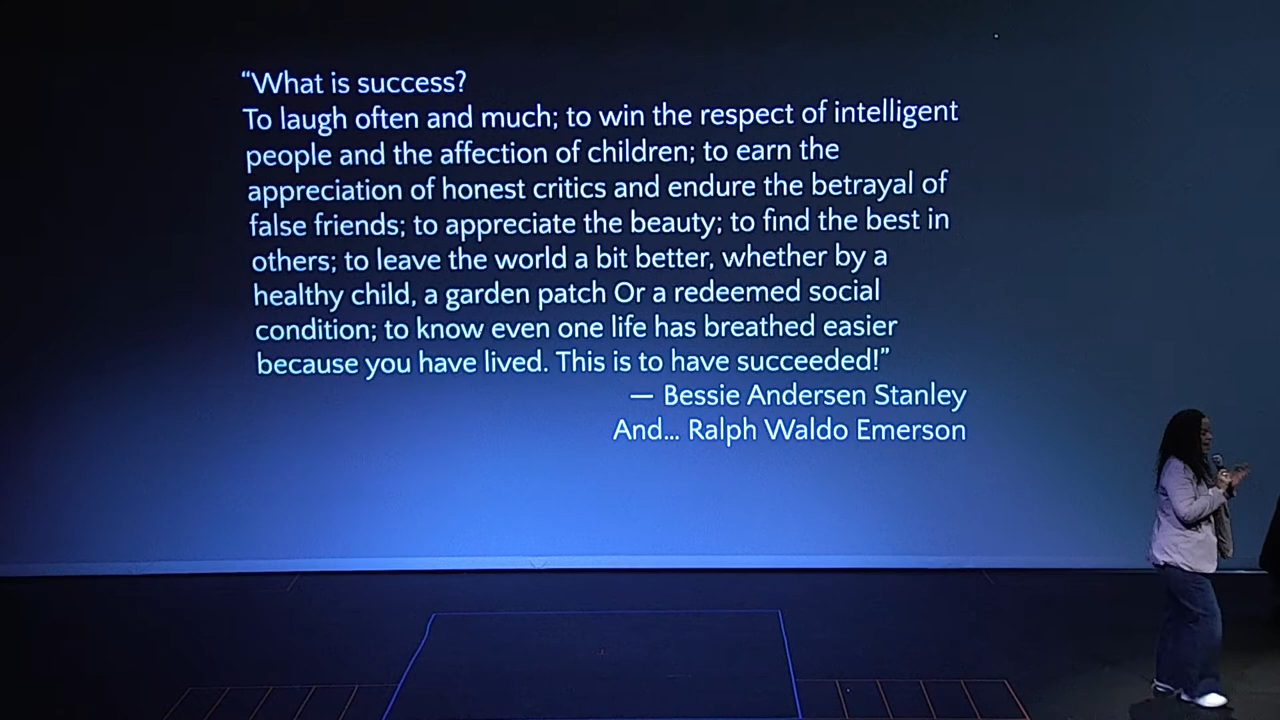 “What is success?
To laugh often and much; to win the respect of intelligent
people and the affection of children; to earn the
appreciation of honest critics and endure the betrayal of
false friends; to appreciate the beauty; to find the best in
others; to leave the world a bit better, whether by a
healthy child, a garden patch Or a redeemed social
condition; to know even one life has breathed easier
because you have lived. This is to have succeeded!”
— Bessie Andersen Stanley
And... Ralph Waldo Emerson